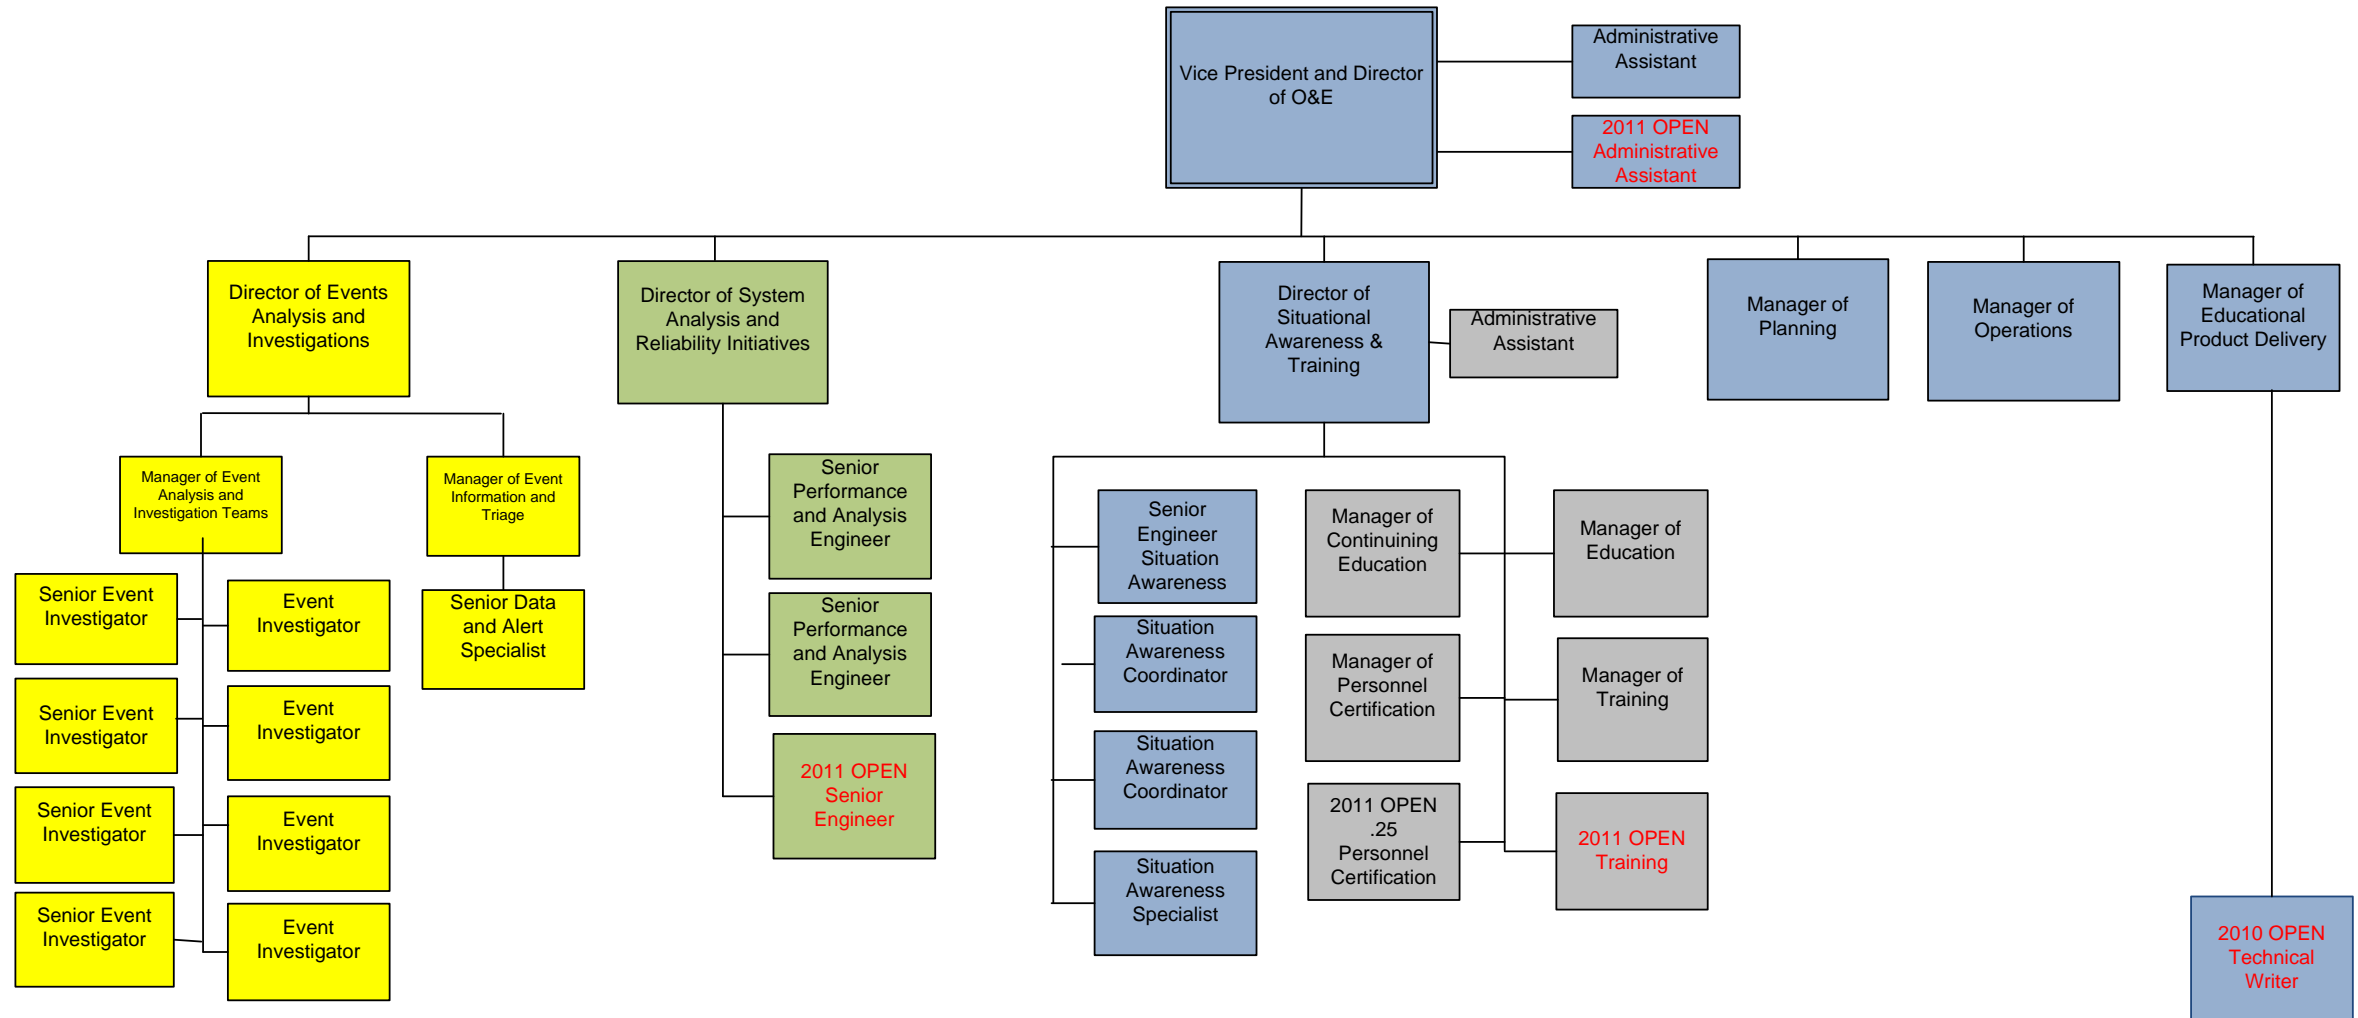 Vice President and Director
of O&E
Administrative
Assistant
2011 OPEN
Administrative
Assistant
Director of Events
Analysis and
Investigations
Director of System
Analysis and
Reliability Initiatives
Director of
Situational
Awareness &
Training
Administrative
Assistant
Manager of
Planning
Manager of
Operations
Manager of
Educational
Product Delivery
Manager of Event
Analysis and
Investigation Teams
Manager of Event
Information and
Triage
Senior Event
Investigator
Event
Investigator
Senior Data
and Alert
Specialist
Senior Event
Investigator
Event
Investigator
Senior Event
Investigator
Event
Investigator
Senior Event
Investigator
Event
Investigator
Senior
Performance
and Analysis
Engineer
Senior
Performance
and Analysis
Engineer
2011 OPEN
Senior
Engineer
Senior
Engineer
Situation
Awareness
Situation
Awareness
Coordinator
Situation
Awareness
Coordinator
Situation
Awareness
Specialist
Manager of
Continuining
Education
Manager of
Education
Manager of
Personnel
Certification
Manager of
Training
2011 OPEN
.25
Personnel
Certification
2011 OPEN
Training
2010 OPEN
Technical
Writer